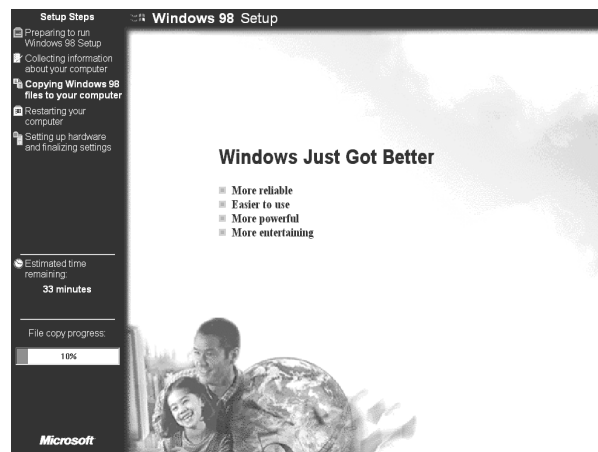 Setup Steps
Preparing to run
Windows 98 Setup
Collecting information
about your computer
Copying Windows 98
files to your computer
Restarting your
computer
Setting up hardware
and finalizing settings
Estimated time
remaining:
33 minutes
File copy progress:
10%
Microsoft
Windows 98 Setup
Windows Just Got Better
More reliable
Easier to use
More powerful
More entertaining